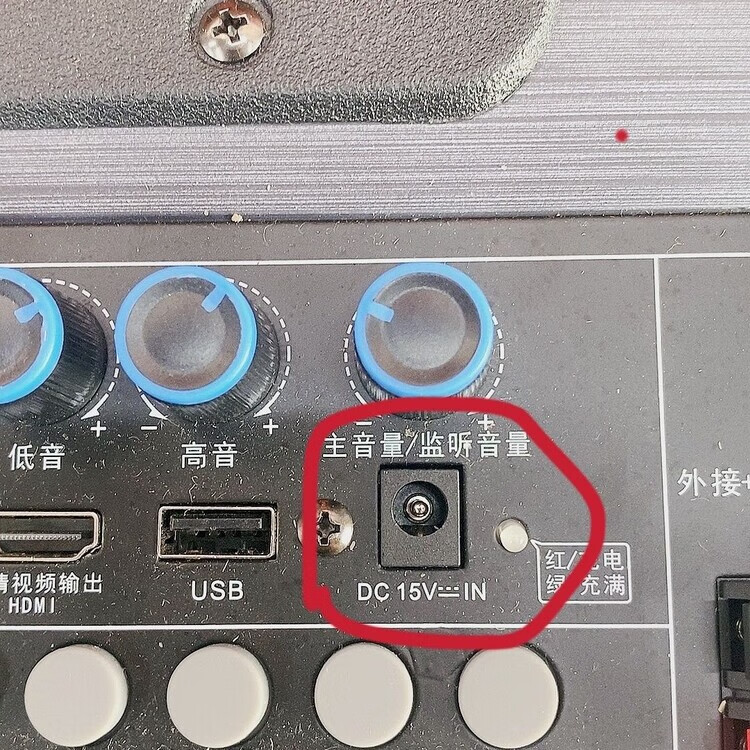 - + - +
低音
高音
主音量/监听音量
外接+
清视频输出
HDMI
USB
DC 15V⎓IN
红/充电
绿/充满